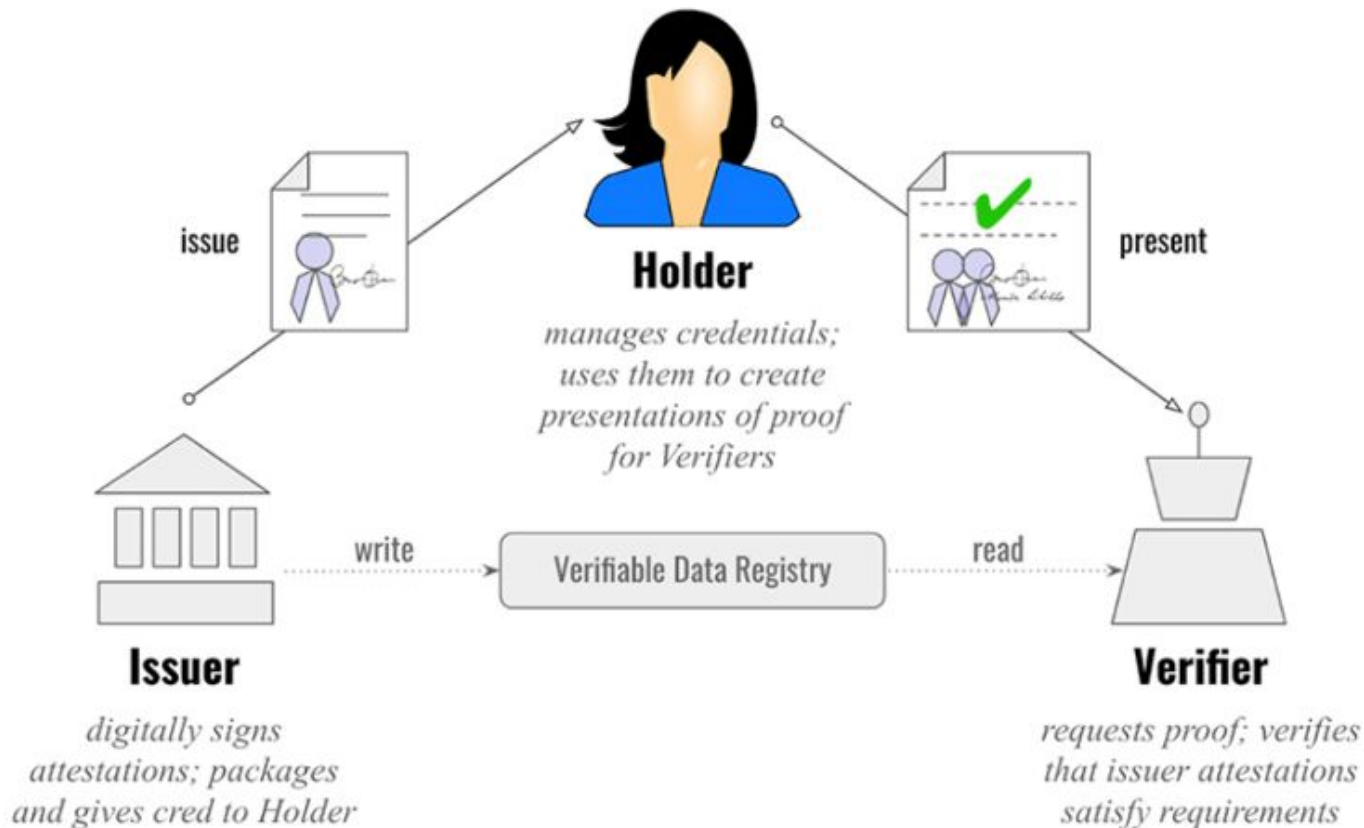 issue
present
Holder
manages credentials;
uses them to create
presentations of proof
for Verifiers
write
Verifiable Data Registry
read
Issuer
digitally signs
attestations; packages
and gives cred to Holder
Verifier
requests proof; verifies
that issuer attestations
satisfy requirements